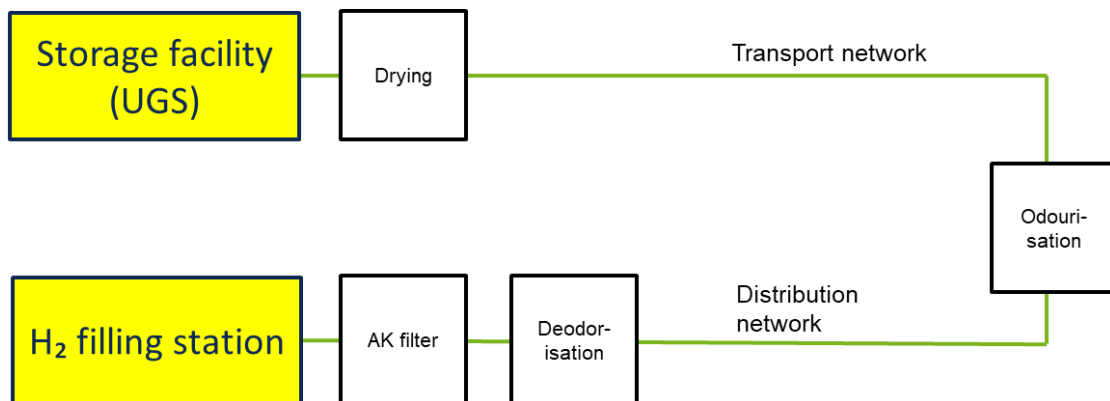 Storage facility
(UGS)
Drying
Transport network
Odouri-
sation
H₂ filling station
AK filter
Deodor-
isation
Distribution
network